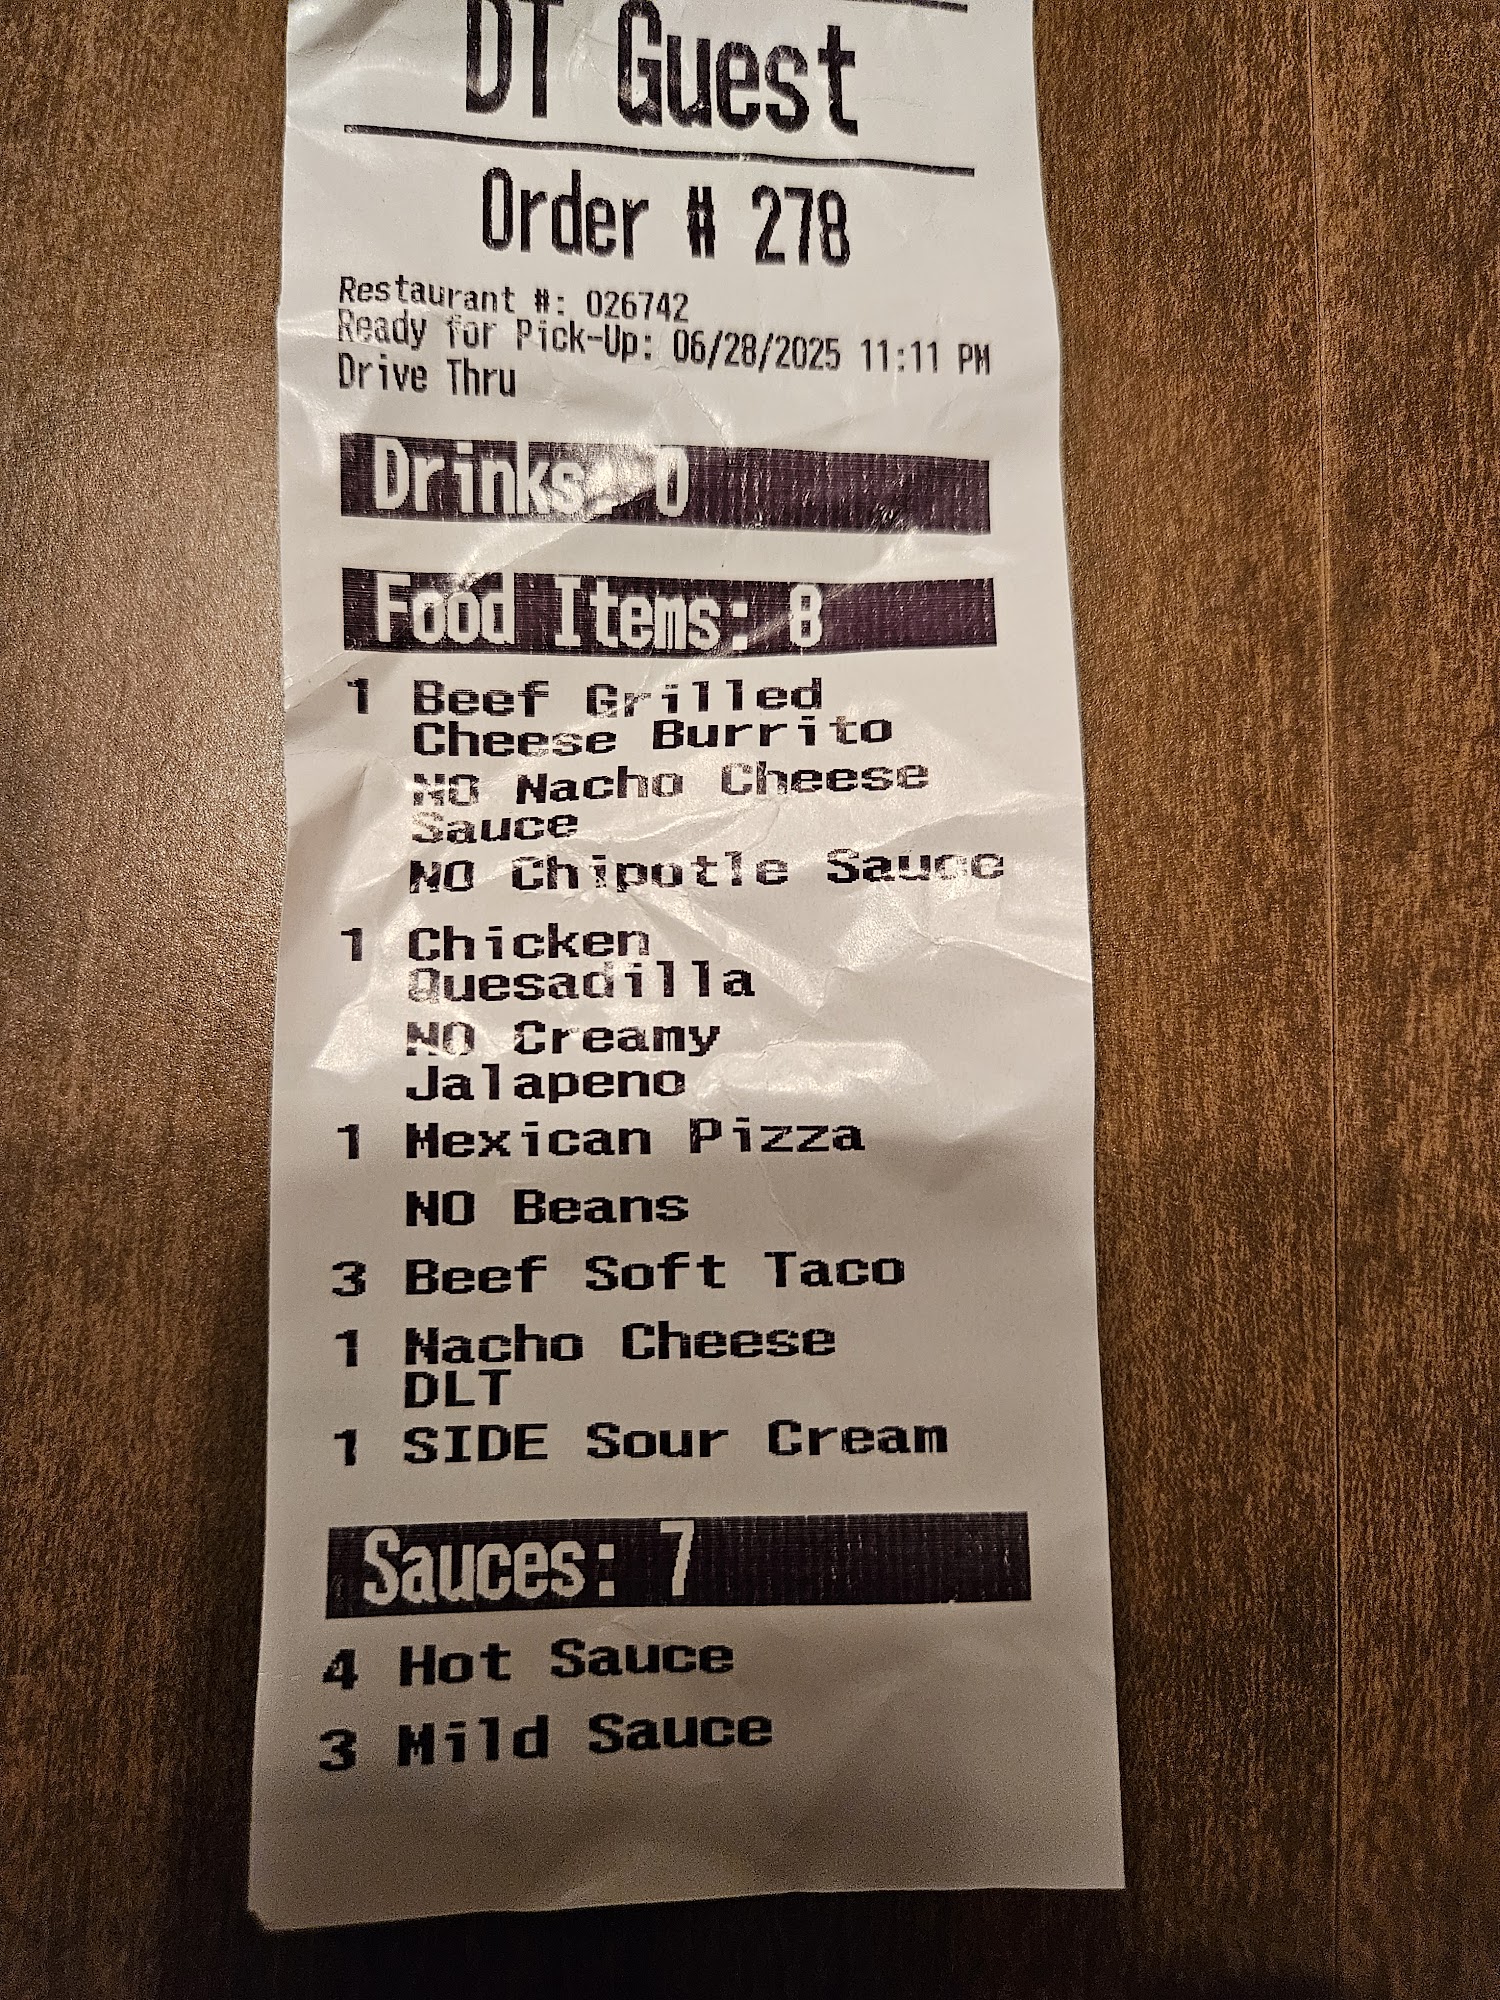 DT Guest
Order # 278
Restaurant #: 026742
Ready for Pick-Up: 06/28/2025 11:11 PM
Drive Thru
Drinks: 0
Food Items: 8
1 Beef Grilled
Cheese Burrito
NO Nacho Cheese
Sauce
NO Chipotle Sauce
1 Chicken
Quesadilla
NO Creamy
Jalapeno
1 Mexican Pizza
NO Beans
3 Beef Soft Taco
1 Nacho Cheese
DLT
1 SIDE Sour Cream
Sauces: 7
4 Hot Sauce
3 Mild Sauce